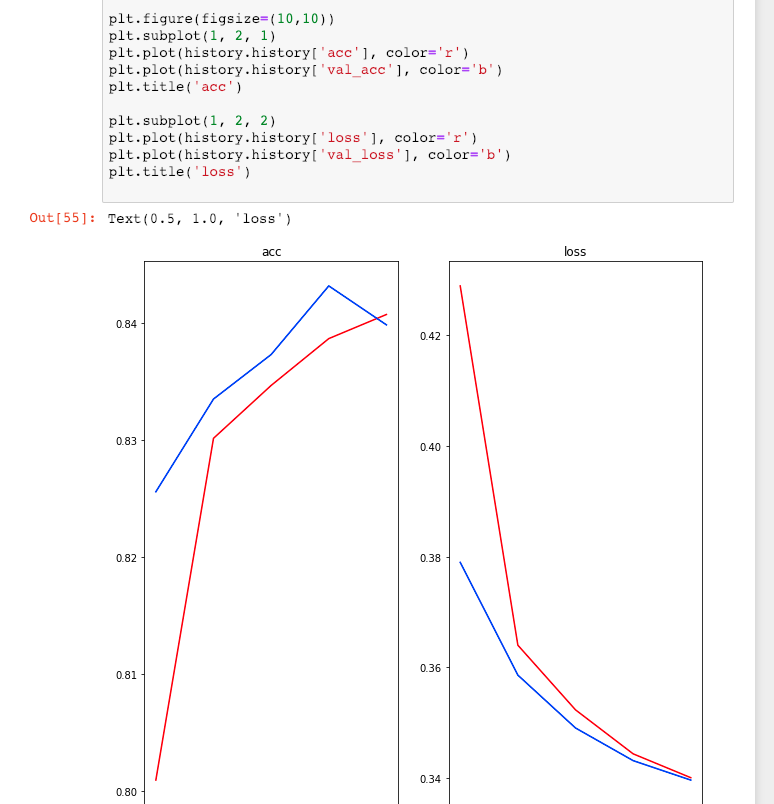 plt.figure(figsize=(10,10))
plt.subplot(1, 2, 1)
plt.plot(history.history['acc'], color='r')
plt.plot(history.history['val_acc'], color='b')
plt.title('acc')
plt.subplot(1, 2, 2)
plt.plot(history.history['loss'], color='r')
plt.plot(history.history['val_loss'], color='b')
plt.title('loss')
Out[55]: Text(0.5, 1.0, 'loss')
acc
0.84
0.83
0.82
0.81
0.80
loss
0.42
0.40
0.38
0.36
0.34